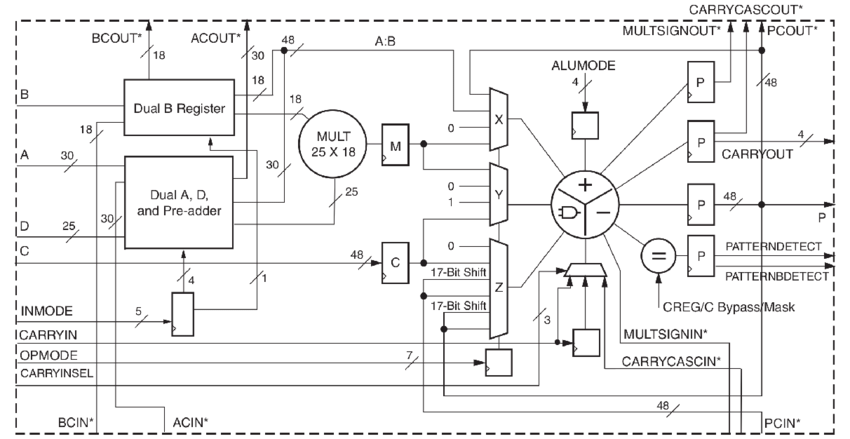 CARRYCASCOUT*
BCOUT* ACOUT* MULTSIGNOUT* PCOUT*
18 30 48 A:B ALUMODE 48
18 4 P
B 18 X
Dual B Register MULT 25 X 18 0
18 M P 4
A 30 CARRYOUT
30 0 Y
Dual A, D, and Pre-adder 25 1 P 48
30 P
D 25
C 48 C 0 = P PATTERNDETECT
17-Bit Shift Z PATTERNBDETECT
4 1
17-Bit Shift CREG/C Bypass/Mask
INMODE 5 3
CARRYIN MULTSIGNIN*
OPMODE 7
CARRYINSEL CARRYCASCIN*
48
BCIN* ACIN* PCIN*